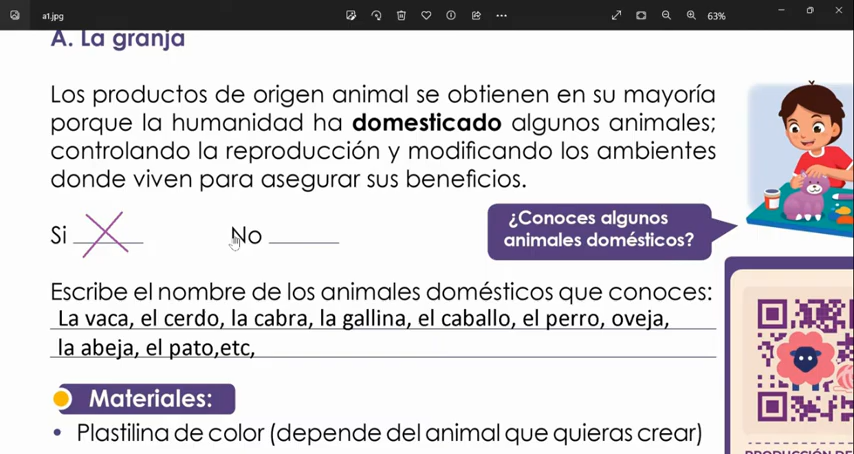 a1.jpg
63%
A. La granja
Los productos de origen animal se obtienen en su mayoría
porque la humanidad ha domesticado algunos animales;
controlando la reproducción y modificando los ambientes
donde viven para asegurar sus beneficios.
Si ______ No ______
¿Conoces algunos
animales domésticos?
Escribe el nombre de los animales domésticos que conoces:
La vaca, el cerdo, la cabra, la gallina, el caballo, el perro, oveja,
la abeja, el pato,etc,
Materiales:
• Plastilina de color (depende del animal que quieras crear)
PRODUCCIÓN DE